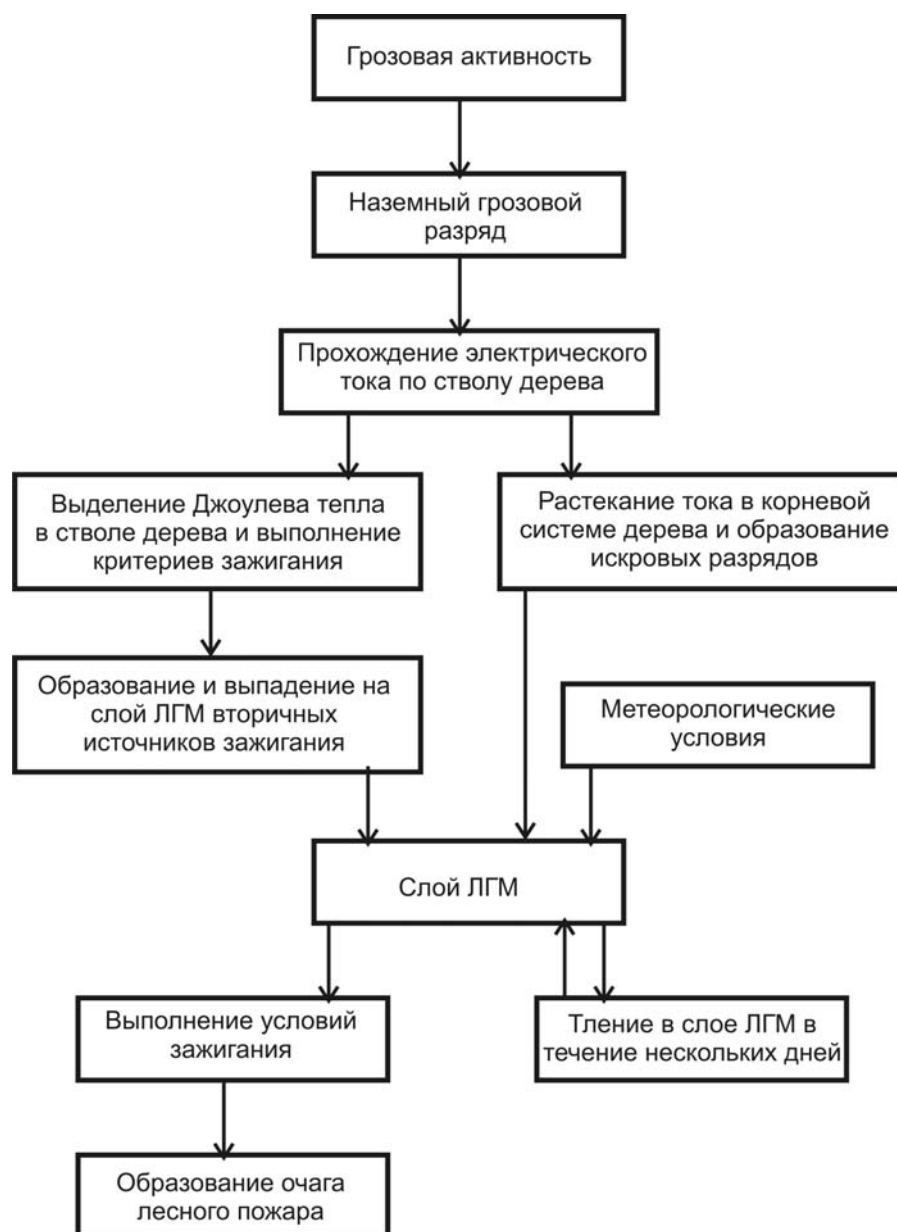 Грозовая активность
Наземный грозовой
разряд
Прохождение электрического
тока по стволу дерева
Выделение Джоулева тепла
в стволе дерева и выполнение
критериев зажигания
Растекание тока в корневой
системе дерева и образование
искровых разрядов
Образование и выпадение на
слой ЛГМ вторичных
источников зажигания
Метеорологические
условия
Слой ЛГМ
Выполнение условий
зажигания
Тление в слое ЛГМ в
течение нескольких дней
Образование очага
лесного пожара